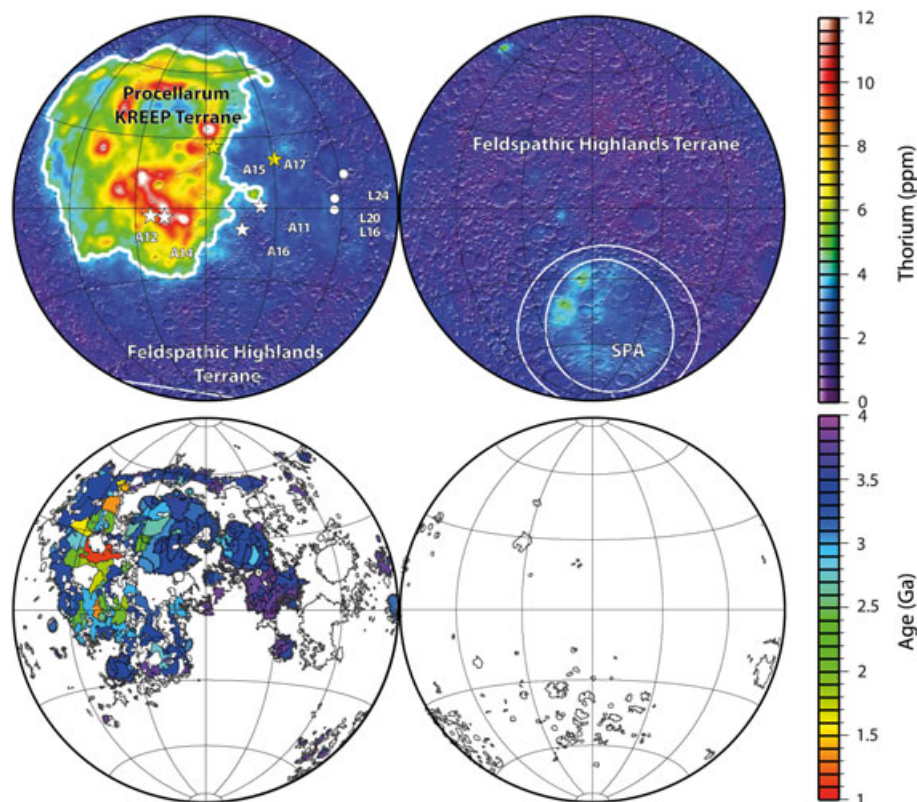 Procellarum
KREEP Terrane
A15
A17
L24
L20
L16
A11
A16
A12
A14
Feldspathic Highlands
Terrane
Feldspathic Highlands Terrane
SPA
12
10
8
6
4
2
0
Thorium (ppm)
4
3.5
3
2.5
2
1.5
1
Age (Ga)